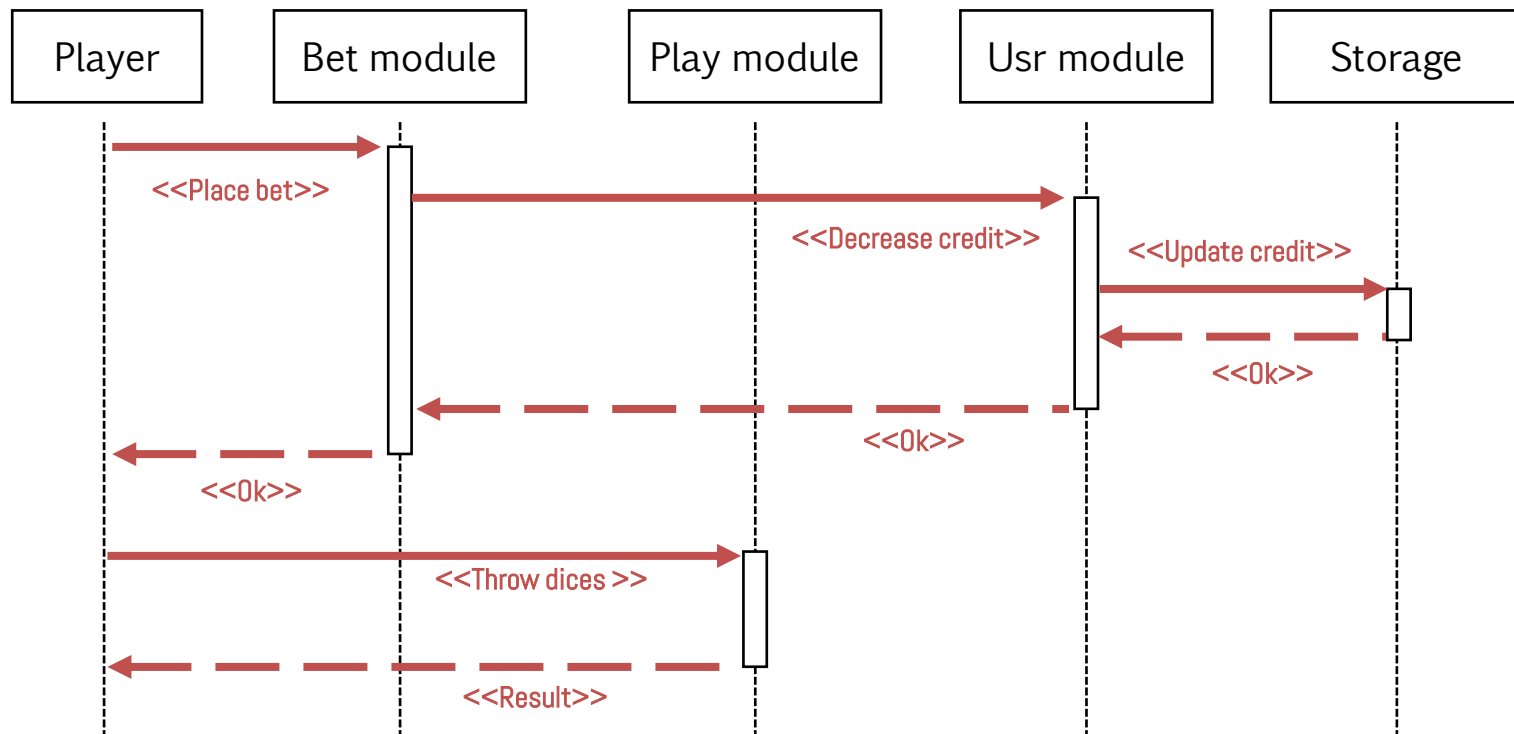 Player
Bet module
Play module
Usr module
Storage
<<Place bet>>
<<Decrease credit>>
<<Update credit>>
<<Ok>>
<<Ok>>
<<Ok>>
<<Throw dices >>
<<Result>>